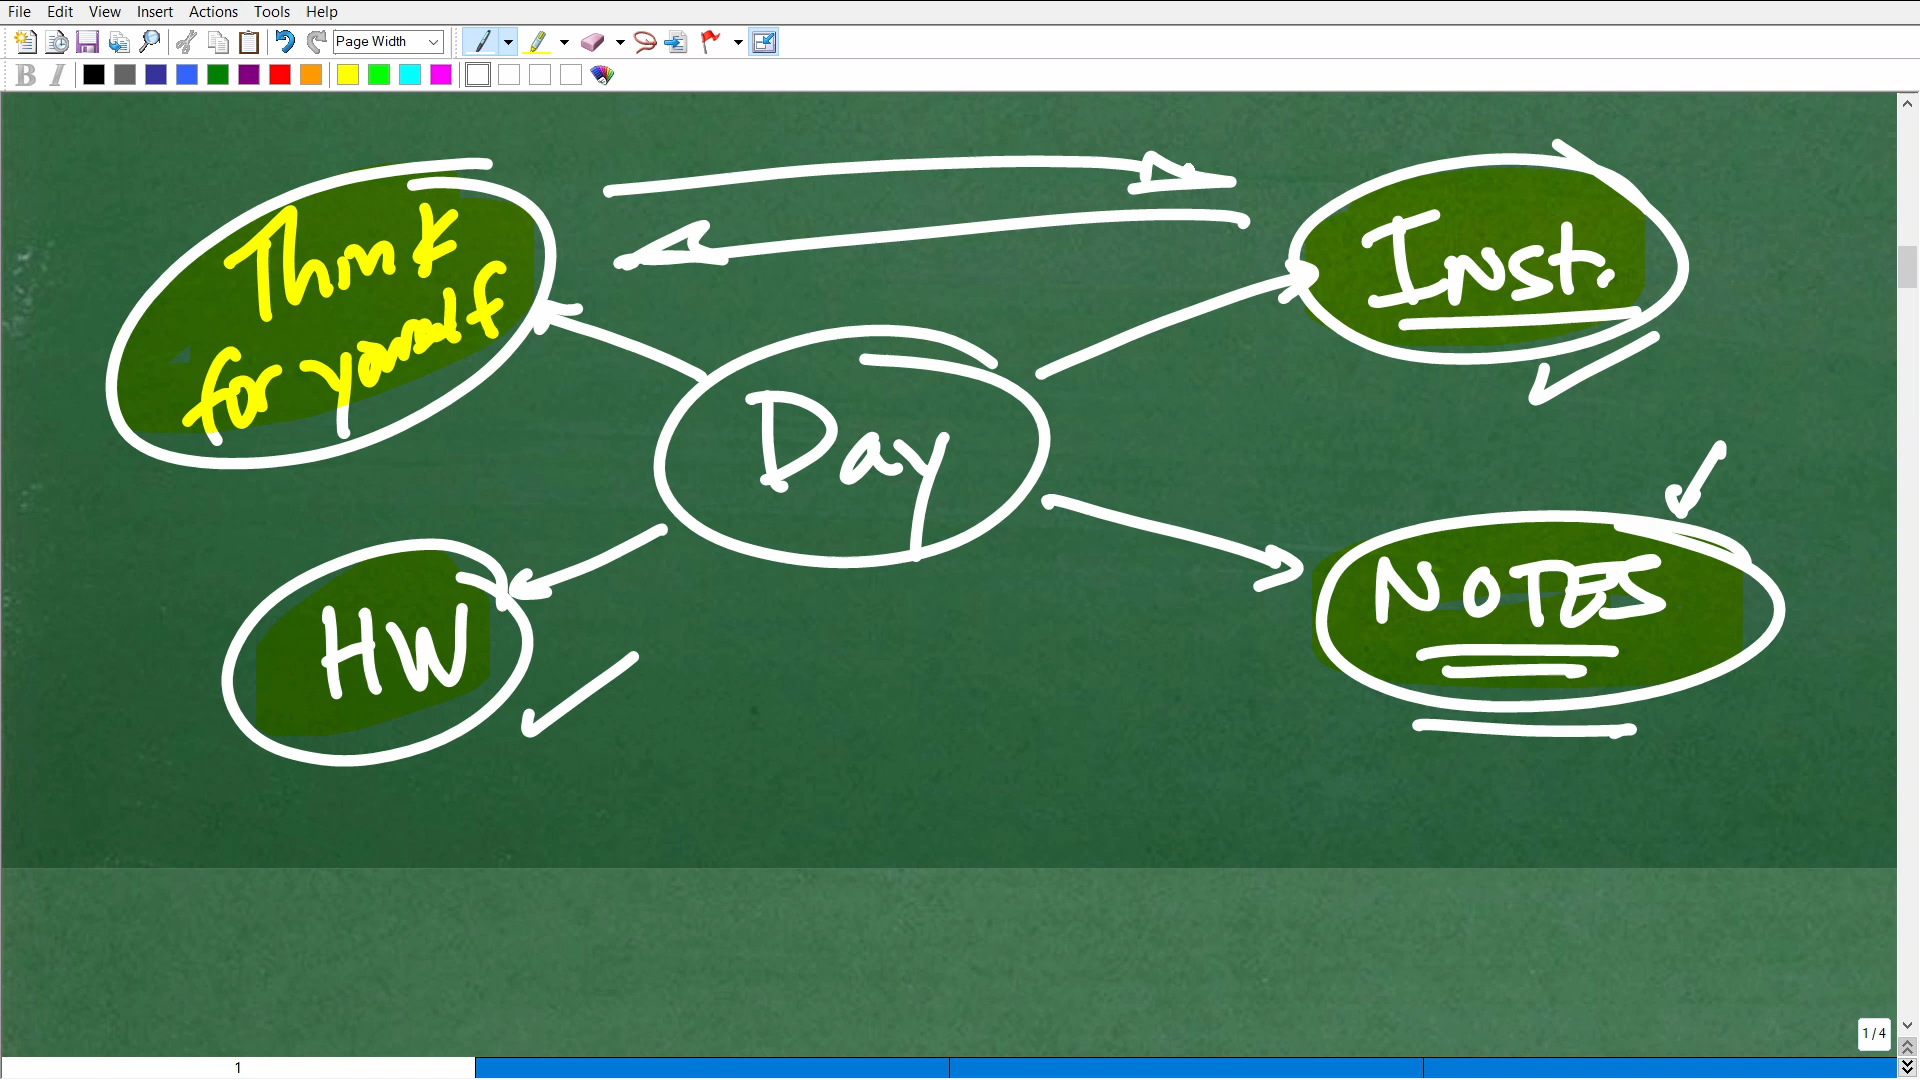 File Edit View Insert Actions Tools Help
Page Width
B I
Think
for yourself
Inst.
Day
HW
NOTES
1 / 4
1